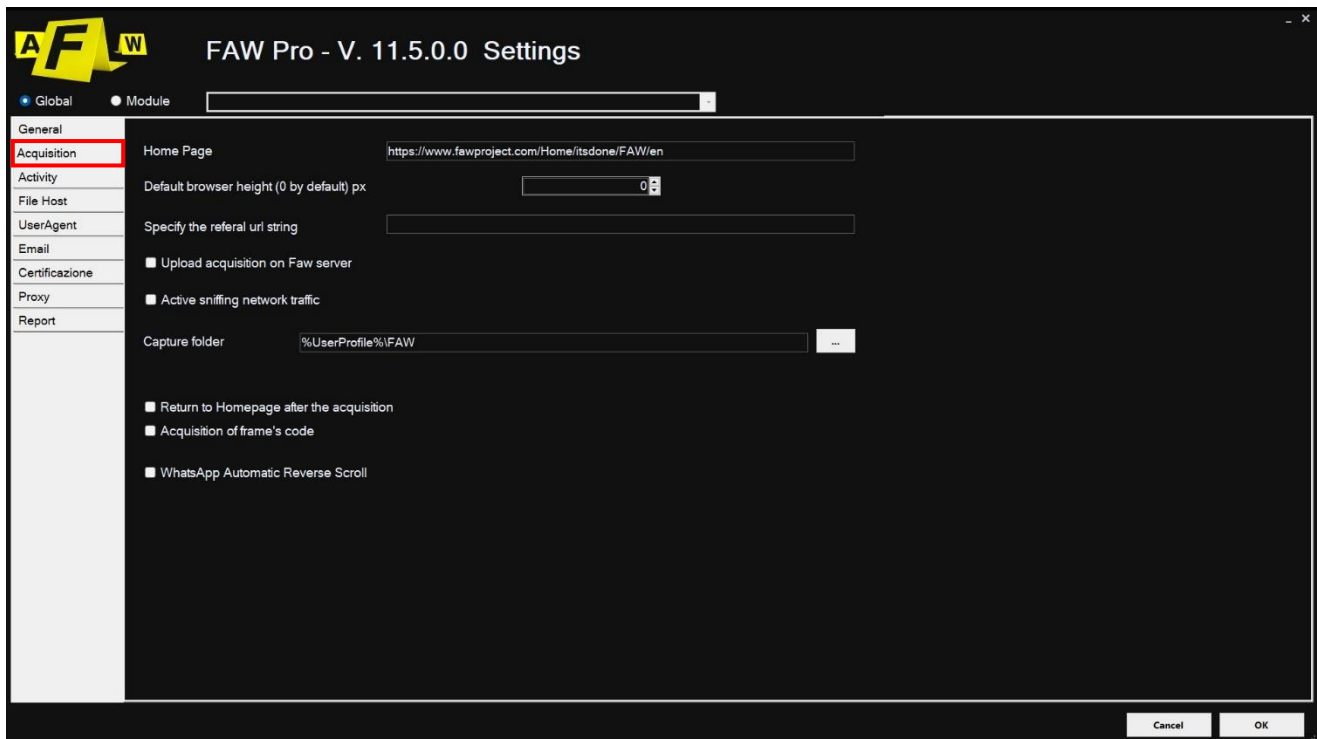 A F W
FAW Pro - V. 11.5.0.0 Settings
Global Module
General
Acquisition
Activity
File Host
UserAgent
Email
Certificazione
Proxy
Report
Home Page https://www.fawproject.com/Home/itsdone/FAW/en
Default browser height (0 by default) px 0
Specify the referal url string
Upload acquisition on Faw server
Active sniffing network traffic
Capture folder %UserProfile%\FAW ...
Return to Homepage after the acquisition
Acquisition of frame's code
WhatsApp Automatic Reverse Scroll
Cancel OK